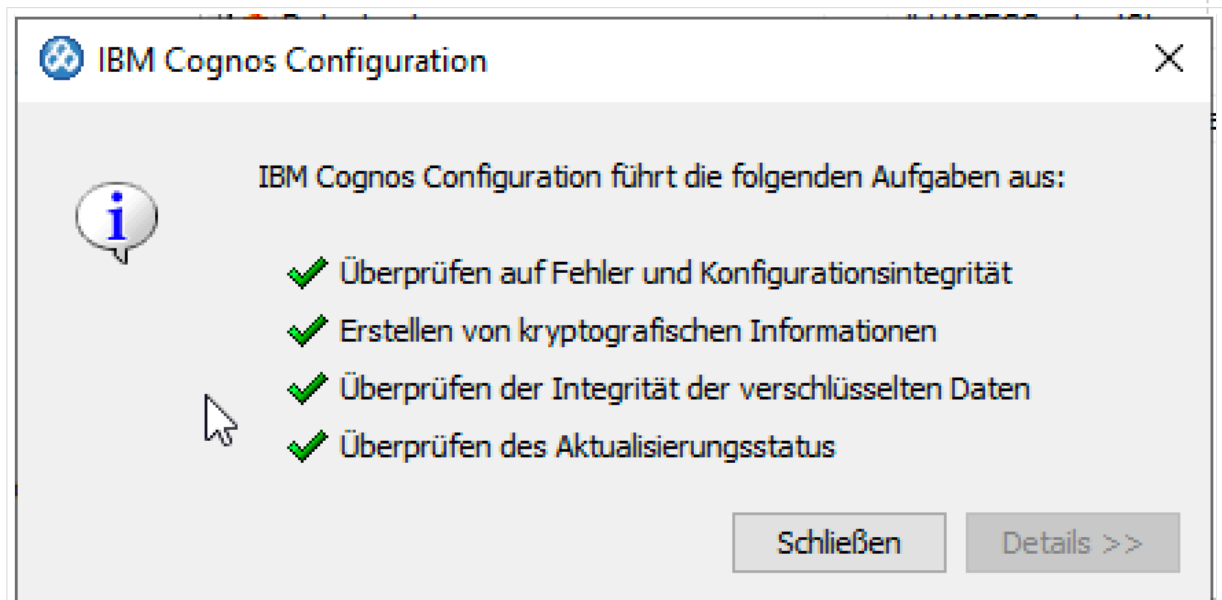 IBM Cognos Configuration
IBM Cognos Configuration führt die folgenden Aufgaben aus:
Überprüfen auf Fehler und Konfigurationsintegrität
Erstellen von kryptografischen Informationen
Überprüfen der Integrität der verschlüsselten Daten
Überprüfen des Aktualisierungsstatus
Schließen
Details >>